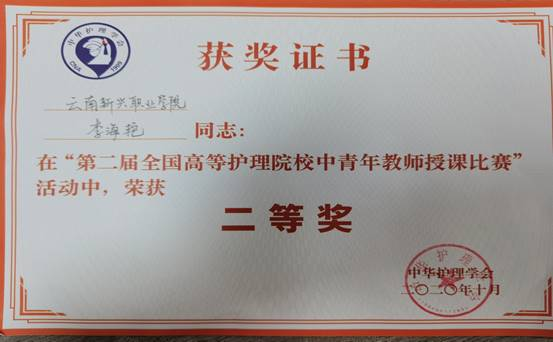 中华护理学会
CNA 1909
获奖证书
云南新兴职业学院
李海艳 同志：
在“第二届全国高等护理院校中青年教师授课比赛”
活动中，荣获
二等奖
中华护理学会
二〇二〇年十月